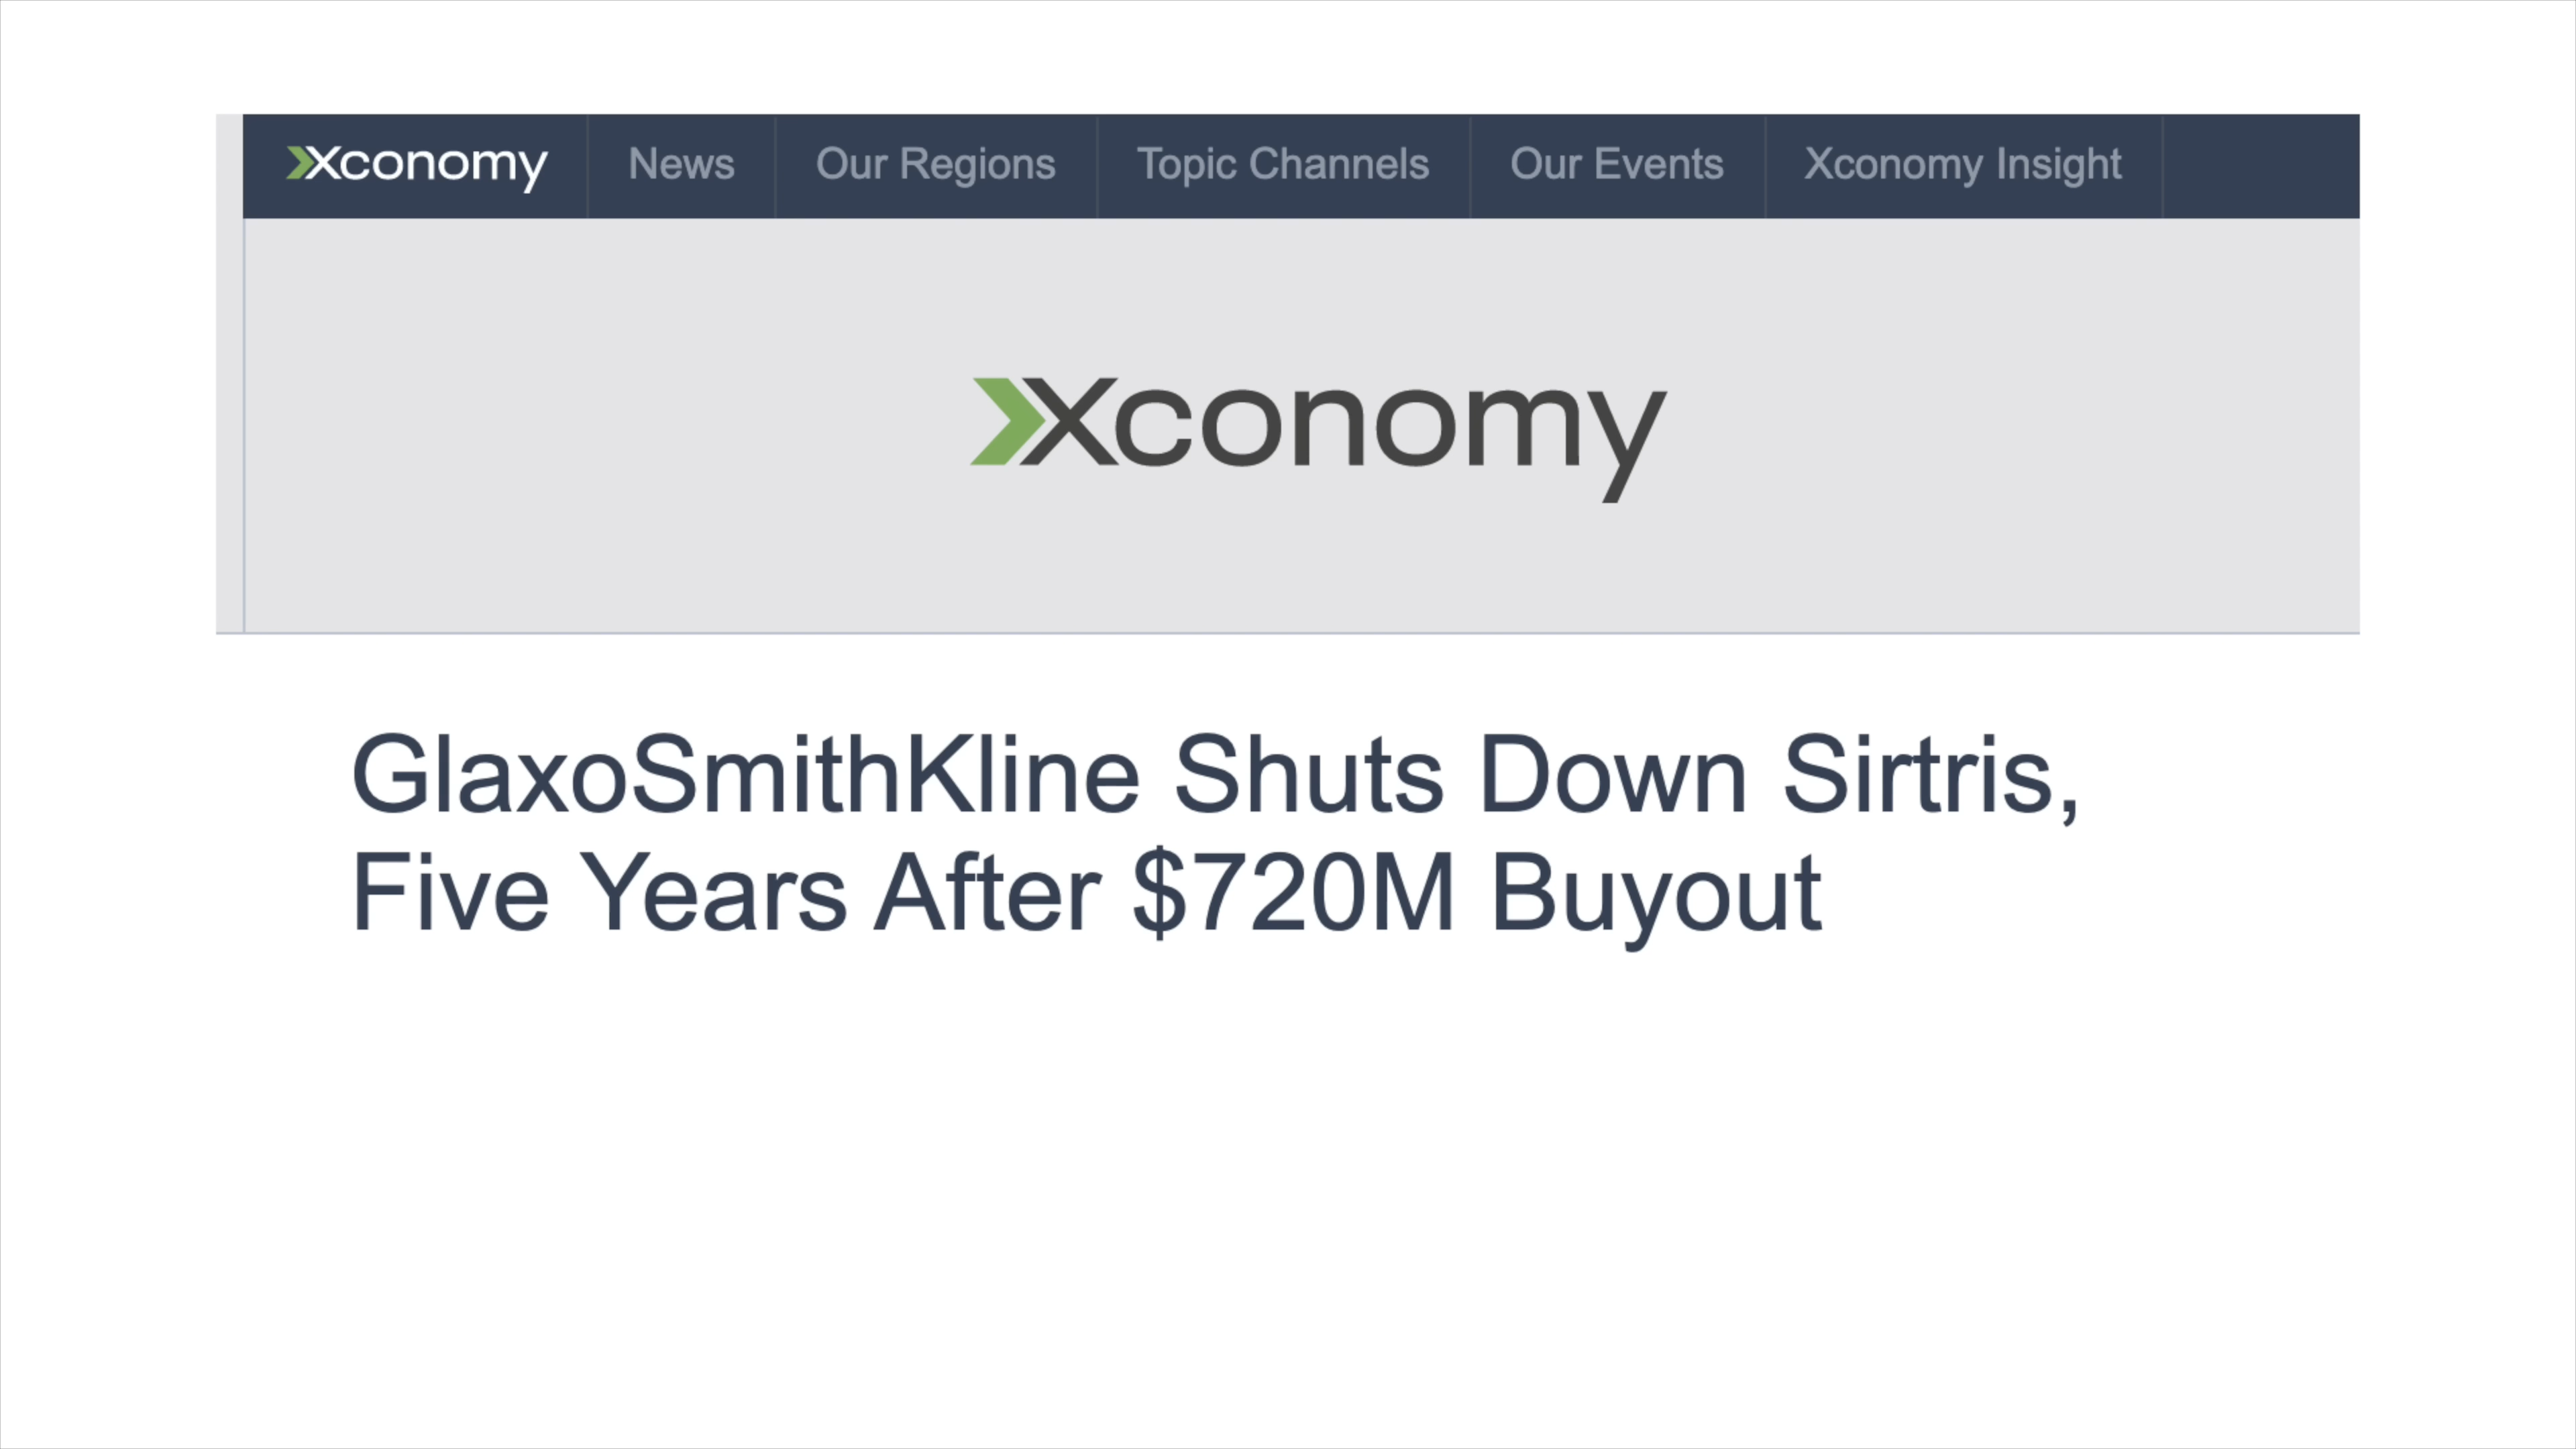 Xconomy News Our Regions Topic Channels Our Events Xconomy Insight
Xconomy
GlaxoSmithKline Shuts Down Sirtris,
Five Years After $720M Buyout